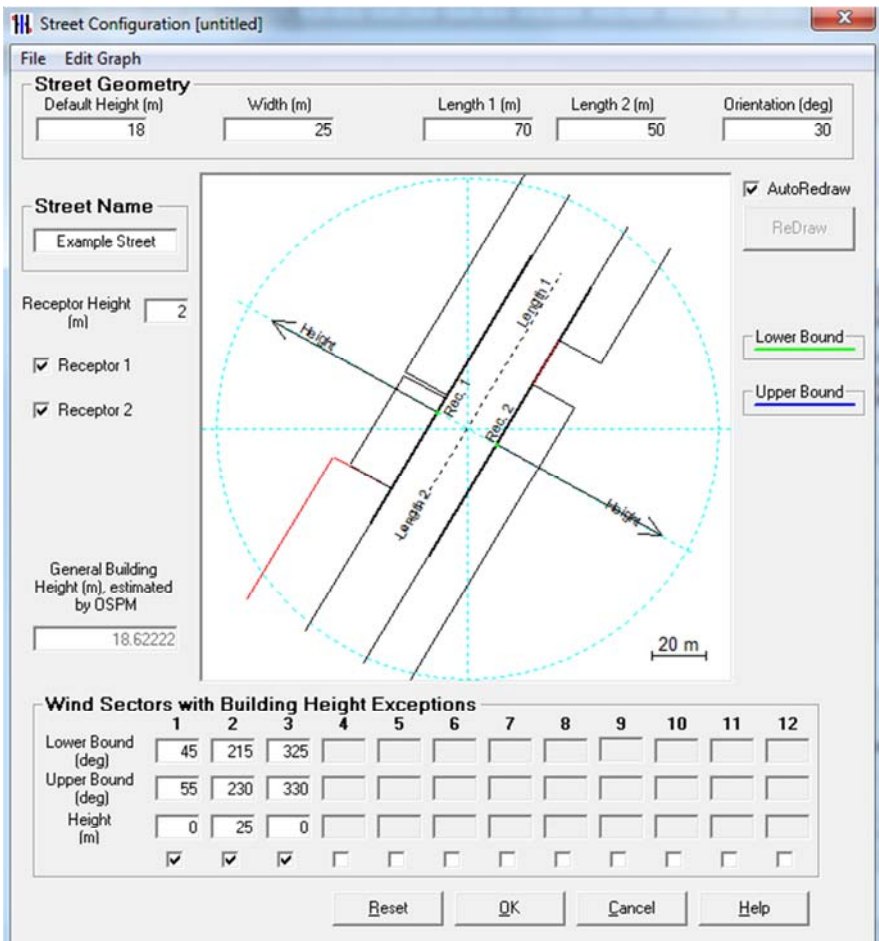 Street Configuration [untitled]
File Edit Graph
Street Geometry
Default Height (m) Width (m) Length 1 (m) Length 2 (m) Orientation (deg)
18 25 70 50 30
Street Name
Example Street
Receptor Height (m) 2
Receptor 1
Receptor 2
General Building
Height (m), estimated
by OSPM
18.62222
Height
Length 1
Rec. 1
Rec. 2
Length 2
Height
20 m
AutoRedraw
ReDraw
Lower Bound
Upper Bound
Wind Sectors with Building Height Exceptions
1 2 3 4 5 6 7 8 9 10 11 12
Lower Bound (deg) 45 215 325
Upper Bound (deg) 55 230 330
Height (m) 0 25 0
Reset OK Cancel Help